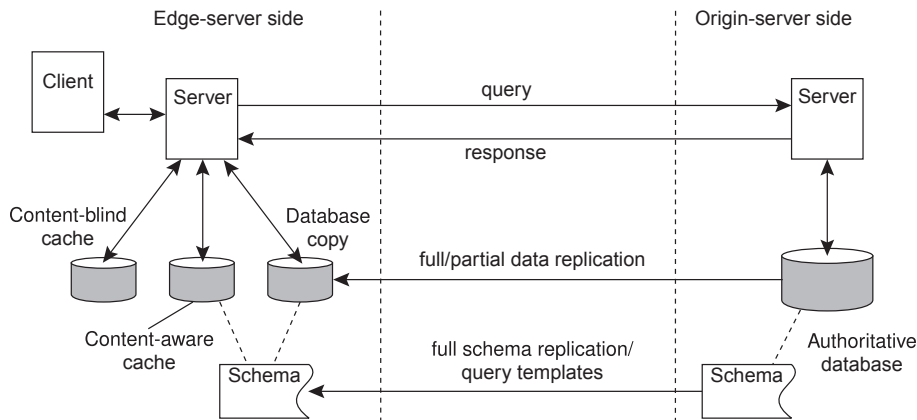 Edge-server side
Origin-server side
Client
Server
query
Server
response
Content-blind
cache
Database
copy
full/partial data replication
Content-aware
cache
Authoritative
database
full schema replication/
query templates
Schema
Schema